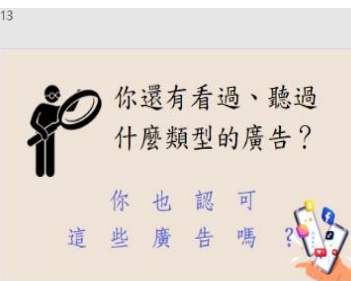 13
你還有看過、聽過
什麼類型的廣告？
你也認可
這些廣告嗎？